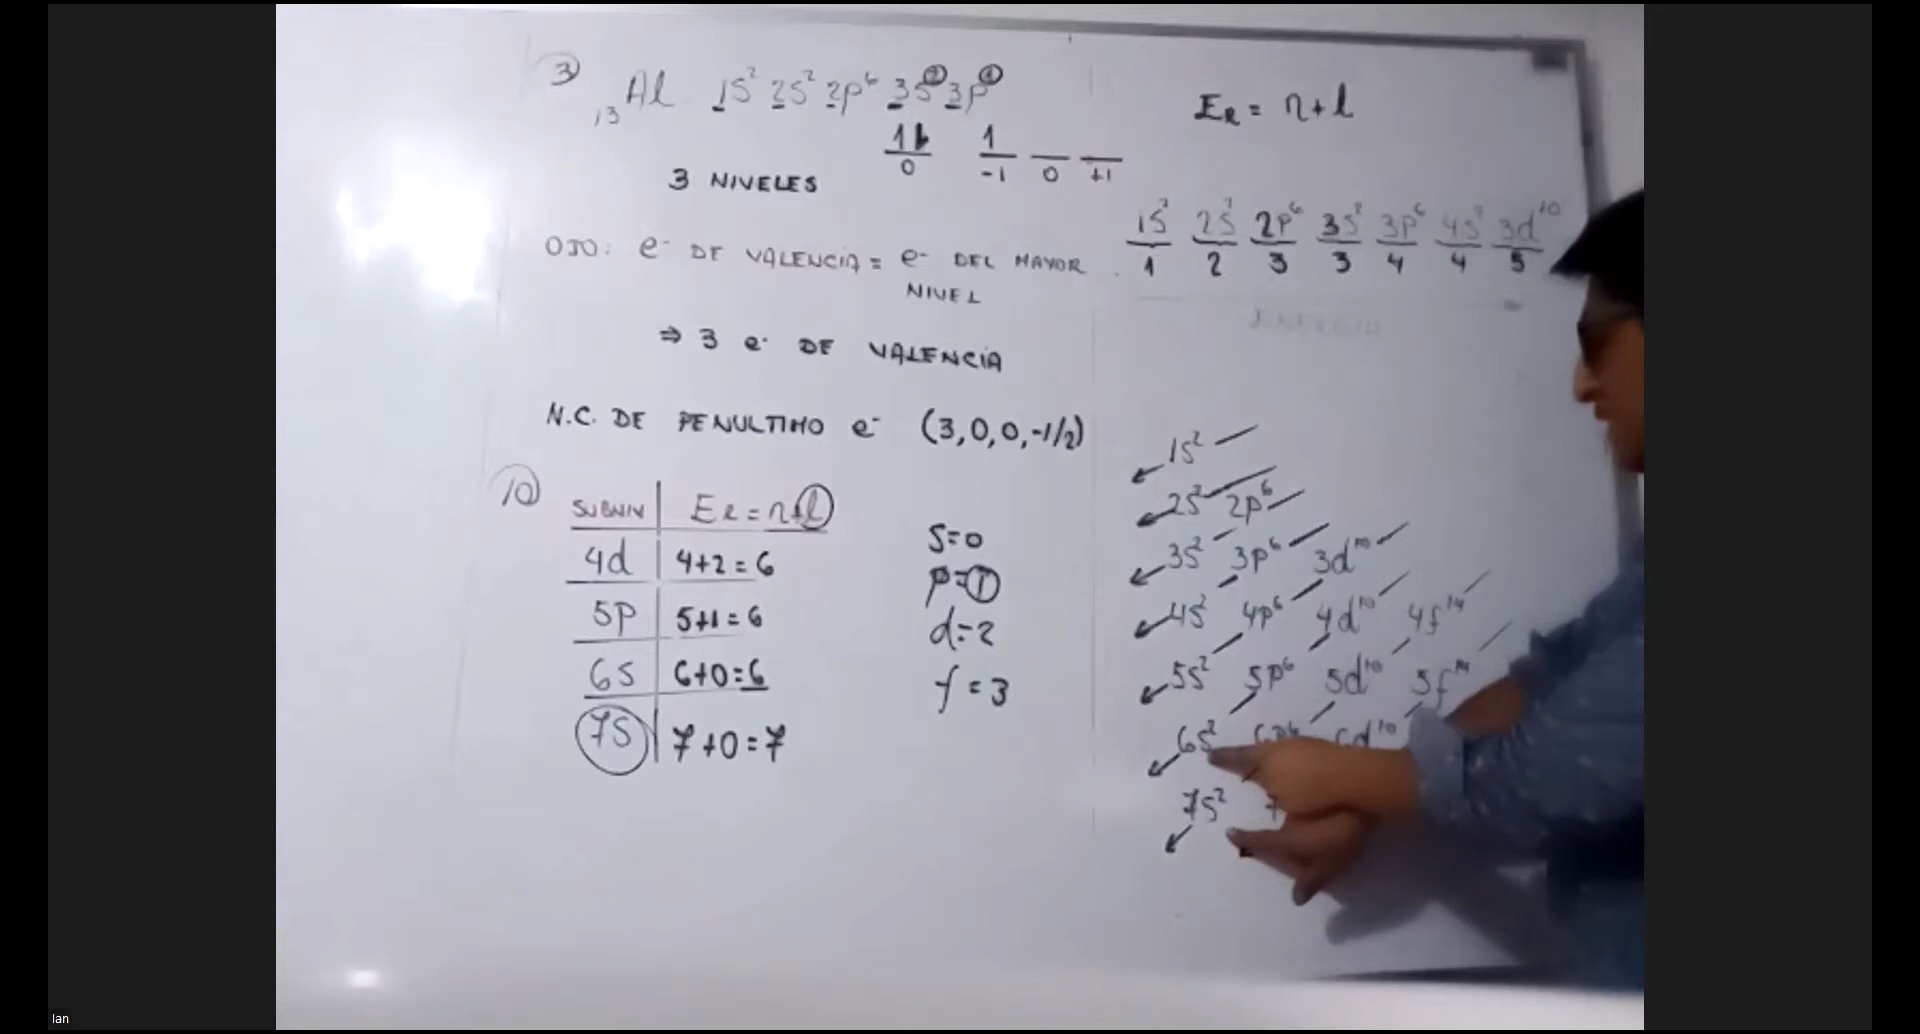 3
13Al 1S² 2S² 2p⁶ 3S② 3p①
1 0
1 -1 0 +1
3 NIVELES
OJO: e⁻ DE VALENCIA = e⁻ DEL MAYOR
NIVEL
⇒ 3 e⁻ DE VALENCIA
N.C. DE PENULTIMO e⁻ (3,0,0,-1/2)
10
SUBNIV ER = n+l
4d 4+2=6
5P 5+1=6
6S 6+0=6
7S 7+0=7
S=0
p=1
d=2
f=3
ER = n+l
1S² 2S² 2p⁶ 3S² 3p⁶ 4S² 3d¹⁰
1 2 3 3 4 4 5
ENERGIA
1S²
2S² 2p⁶
3S² 3p⁶ 3d¹⁰
4S² 4p⁶ 4d¹⁰ 4f¹⁴
5S² 5p⁶ 5d¹⁰ 5f¹⁴
6S² 6p⁶ 6d¹⁰
7S² 7
Ian